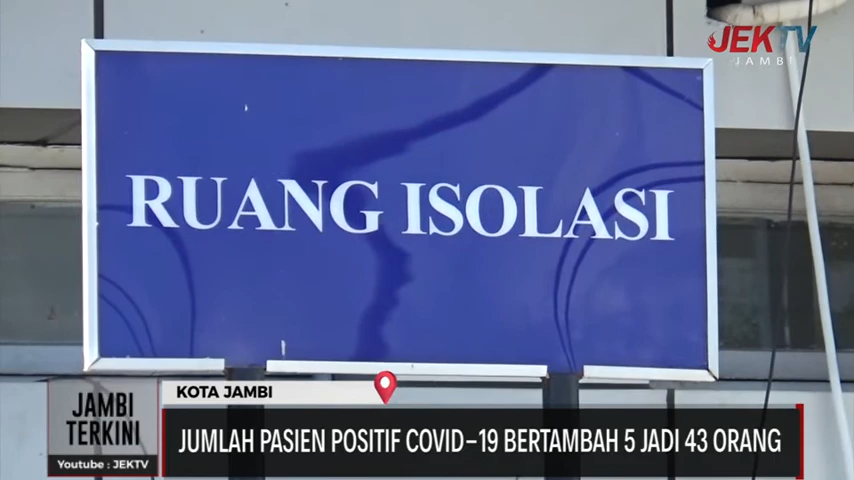 JEKTV
JAMBI
RUANG ISOLASI
KOTA JAMBI
JAMBI
TERKINI
JUMLAH PASIEN POSITIF COVID-19 BERTAMBAH 5 JADI 43 ORANG
Youtube : JEKTV